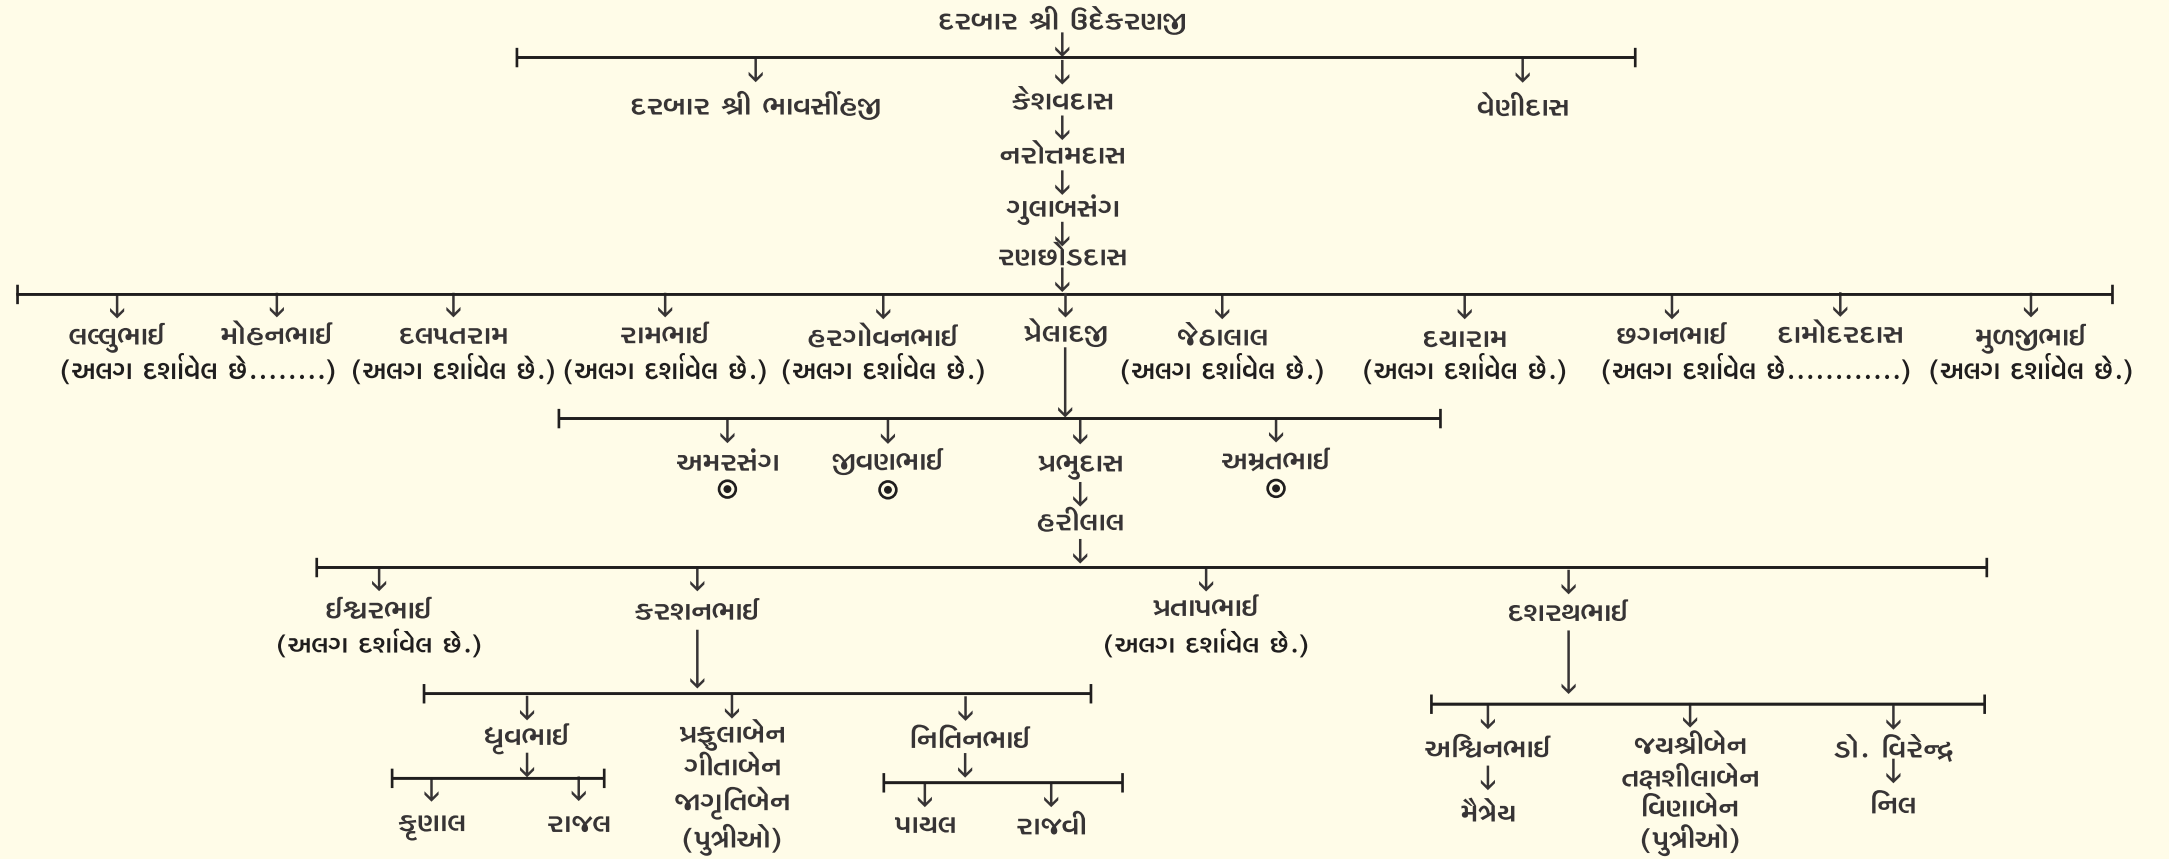 દરબાર શ્રી ઉદેકરણજી
દરબાર શ્રી ભાવસીંહજી કેશવદાસ વેણીદાસ
નરોત્તમદાસ
ગુલાબસંગ
રણછોડદાસ
લલ્લુભાઈ મોહનભાઈ દલપતરામ રામભાઈ હરગોવનભાઈ પ્રેલાદજી જેઠાલાલ દયારામ છગનભાઈ દામોદરદાસ મુળજીભાઈ
(અલગ દર્શાવેલ છે........) (અલગ દર્શાવેલ છે.) (અલગ દર્શાવેલ છે.) (અલગ દર્શાવેલ છે.) (અલગ દર્શાવેલ છે.) (અલગ દર્શાવેલ છે.) (અલગ દર્શાવેલ છે............) (અલગ દર્શાવેલ છે.)
અમરસંગ જીવણભાઈ પ્રભુદાસ અમ્રતભાઈ
હરીલાલ
ઈશ્વરભાઈ કરશનભાઈ પ્રતાપભાઈ દશરથભાઈ
(અલગ દર્શાવેલ છે.) (અલગ દર્શાવેલ છે.)
ધૃવભાઈ પ્રફુલાબેન નિતિનભાઈ અશ્વિનભાઈ જયશ્રીબેન ડો. વિરેન્દ્ર
ગીતાબેન તક્ષશીલાબેન
જાગૃતિબેન વિણાબેન
કૃણાલ રાજલ (પુત્રીઓ) પાયલ રાજવી મૈત્રેય (પુત્રીઓ) નિલ